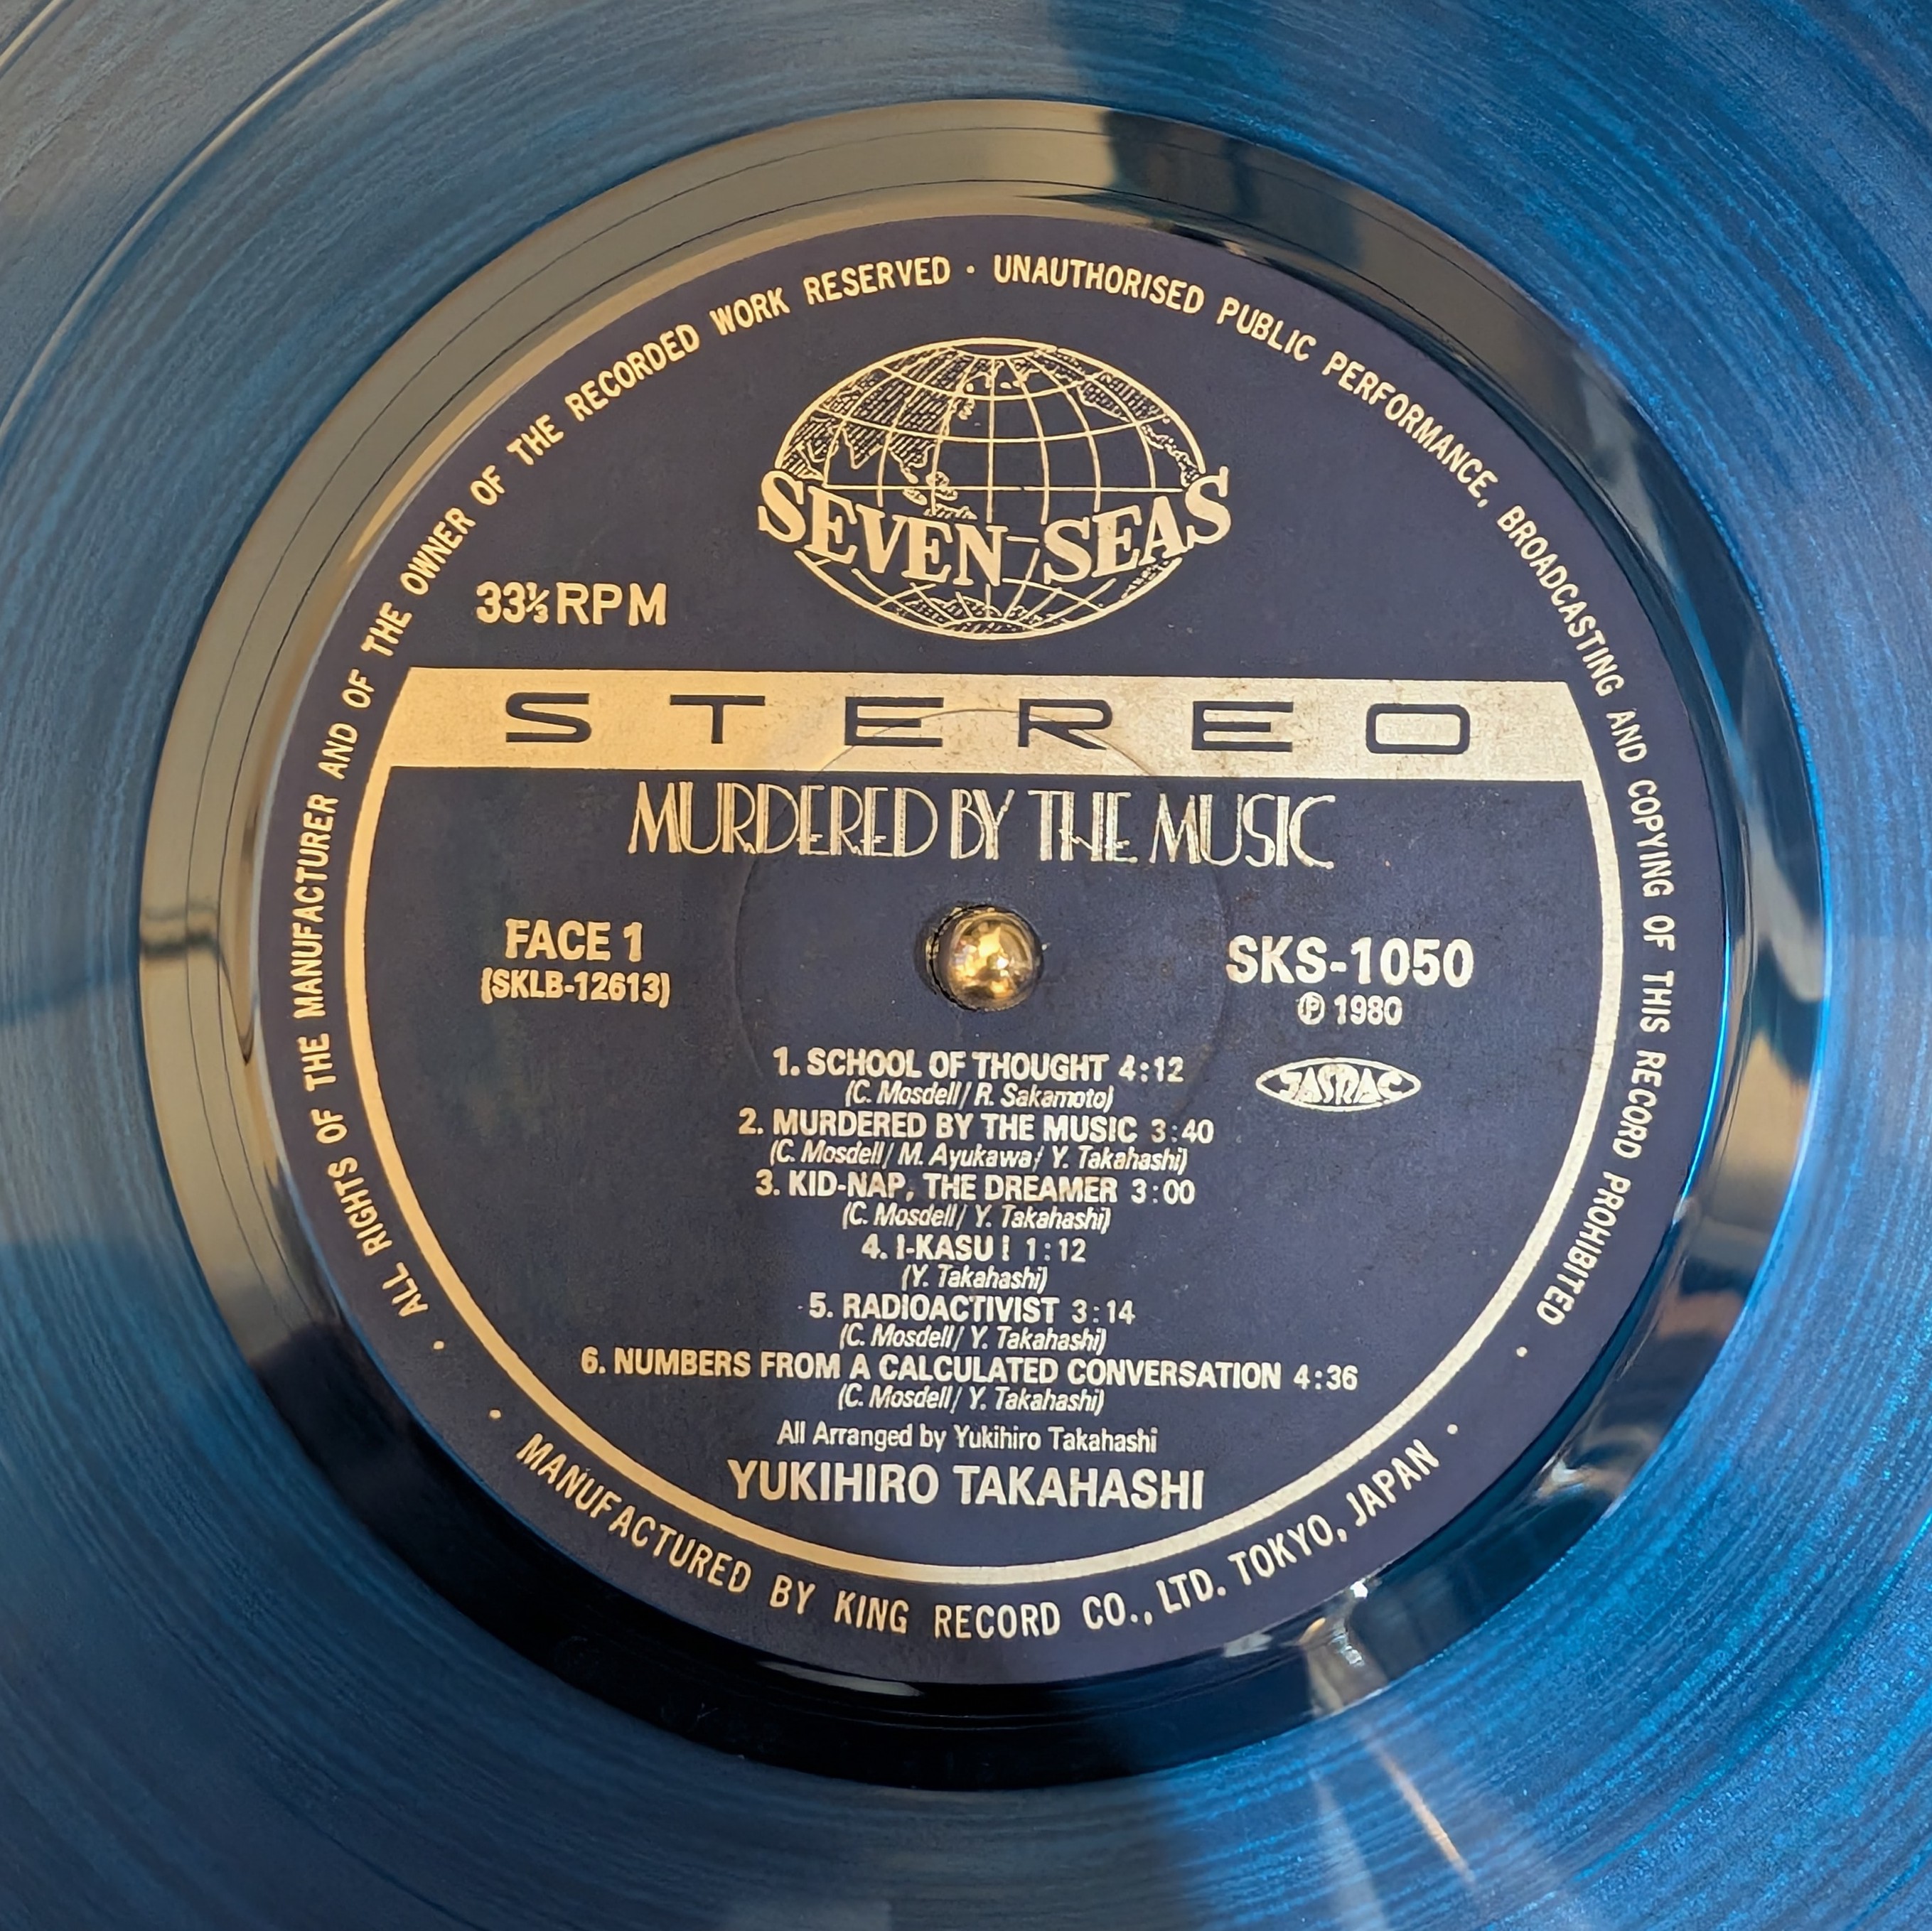 ALL RIGHTS OF THE MANUFACTURER AND OF THE OWNER OF THE RECORDED WORK RESERVED · UNAUTHORISED PUBLIC PERFORMANCE, BROADCASTING AND COPYING OF THIS RECORD PROHIBITED
SEVEN SEAS
33⅓ RPM
STEREO
MURDERED BY THE MUSIC
FACE 1
(SKLB-12613)
SKS-1050
℗ 1980
JASRAC
1. SCHOOL OF THOUGHT 4:12
(C. Mosdell/ R. Sakamoto)
2. MURDERED BY THE MUSIC 3:40
(C. Mosdell/ M. Ayukawa/ Y. Takahashi)
3. KID-NAP, THE DREAMER 3:00
(C. Mosdell/ Y. Takahashi)
4. I-KASU! 1:12
(Y. Takahashi)
5. RADIOACTIVIST 3:14
(C. Mosdell/ Y. Takahashi)
6. NUMBERS FROM A CALCULATED CONVERSATION 4:36
(C. Mosdell/ Y. Takahashi)
All Arranged by Yukihiro Takahashi
YUKIHIRO TAKAHASHI
MANUFACTURED BY KING RECORD CO., LTD. TOKYO, JAPAN